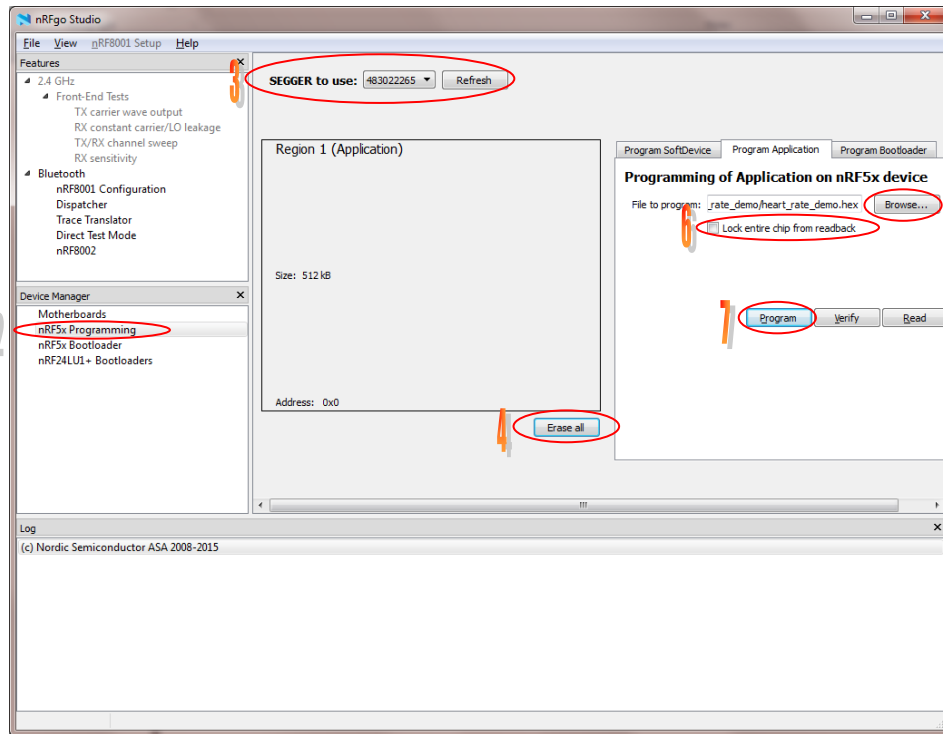 nRFgo Studio
File View nRF8001 Setup Help
Features
2.4 GHz
Front-End Tests
TX carrier wave output
RX constant carrier/LO leakage
TX/RX channel sweep
RX sensitivity
Bluetooth
nRF8001 Configuration
Dispatcher
Trace Translator
Direct Test Mode
nRF8002
Device Manager
Motherboards
2
nRF5x Programming
nRF5x Bootloader
nRF24LU1+ Bootloaders
3
SEGGER to use: 483022265 Refresh
Region 1 (Application)
Size: 512 kB
Address: 0x0
4
Erase all
Program SoftDevice Program Application Program Bootloader
Programming of Application on nRF5x device
File to program: _rate_demo/heart_rate_demo.hex Browse...
6
Lock entire chip from readback
7
Program Verify Read
Log
(c) Nordic Semiconductor ASA 2008-2015